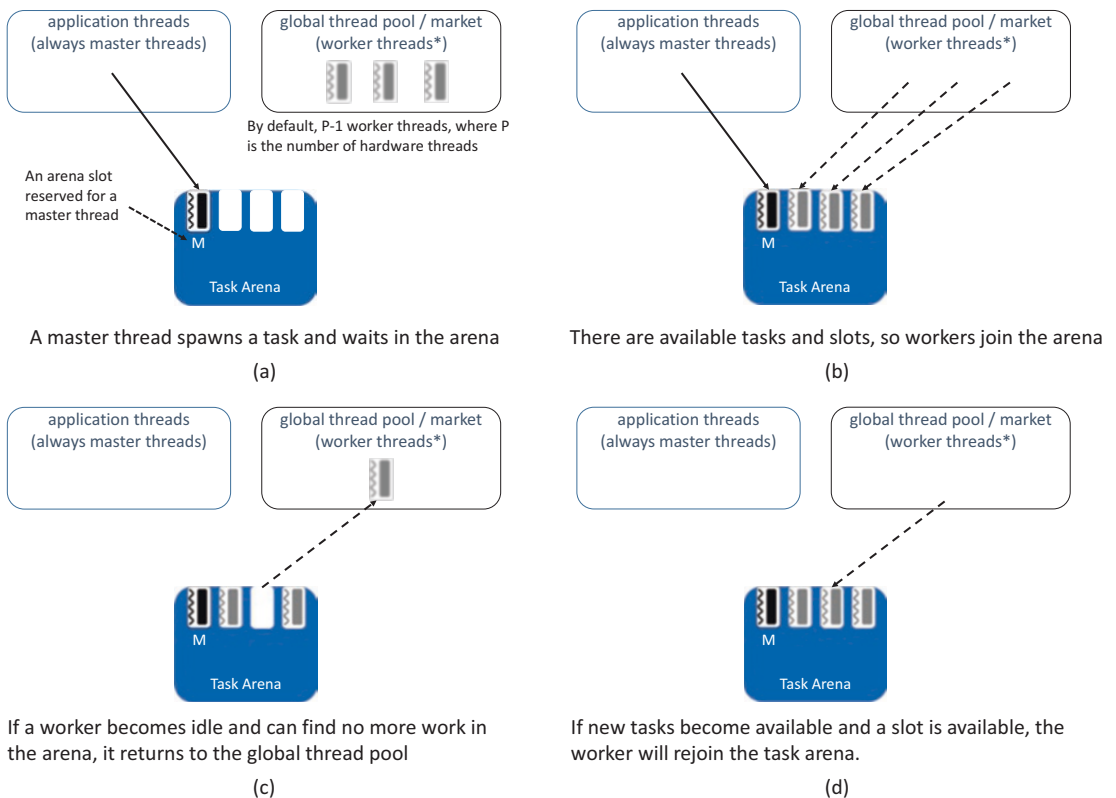 application threads
(always master threads)
global thread pool / market
(worker threads*)
By default, P-1 worker threads, where P
is the number of hardware threads
An arena slot
reserved for a
master thread
M
Task Arena
A master thread spawns a task and waits in the arena
(a)
application threads
(always master threads)
global thread pool / market
(worker threads*)
M
Task Arena
There are available tasks and slots, so workers join the arena
(b)
application threads
(always master threads)
global thread pool / market
(worker threads*)
M
Task Arena
If a worker becomes idle and can find no more work in
the arena, it returns to the global thread pool
(c)
application threads
(always master threads)
global thread pool / market
(worker threads*)
M
Task Arena
If new tasks become available and a slot is available, the
worker will rejoin the task arena.
(d)